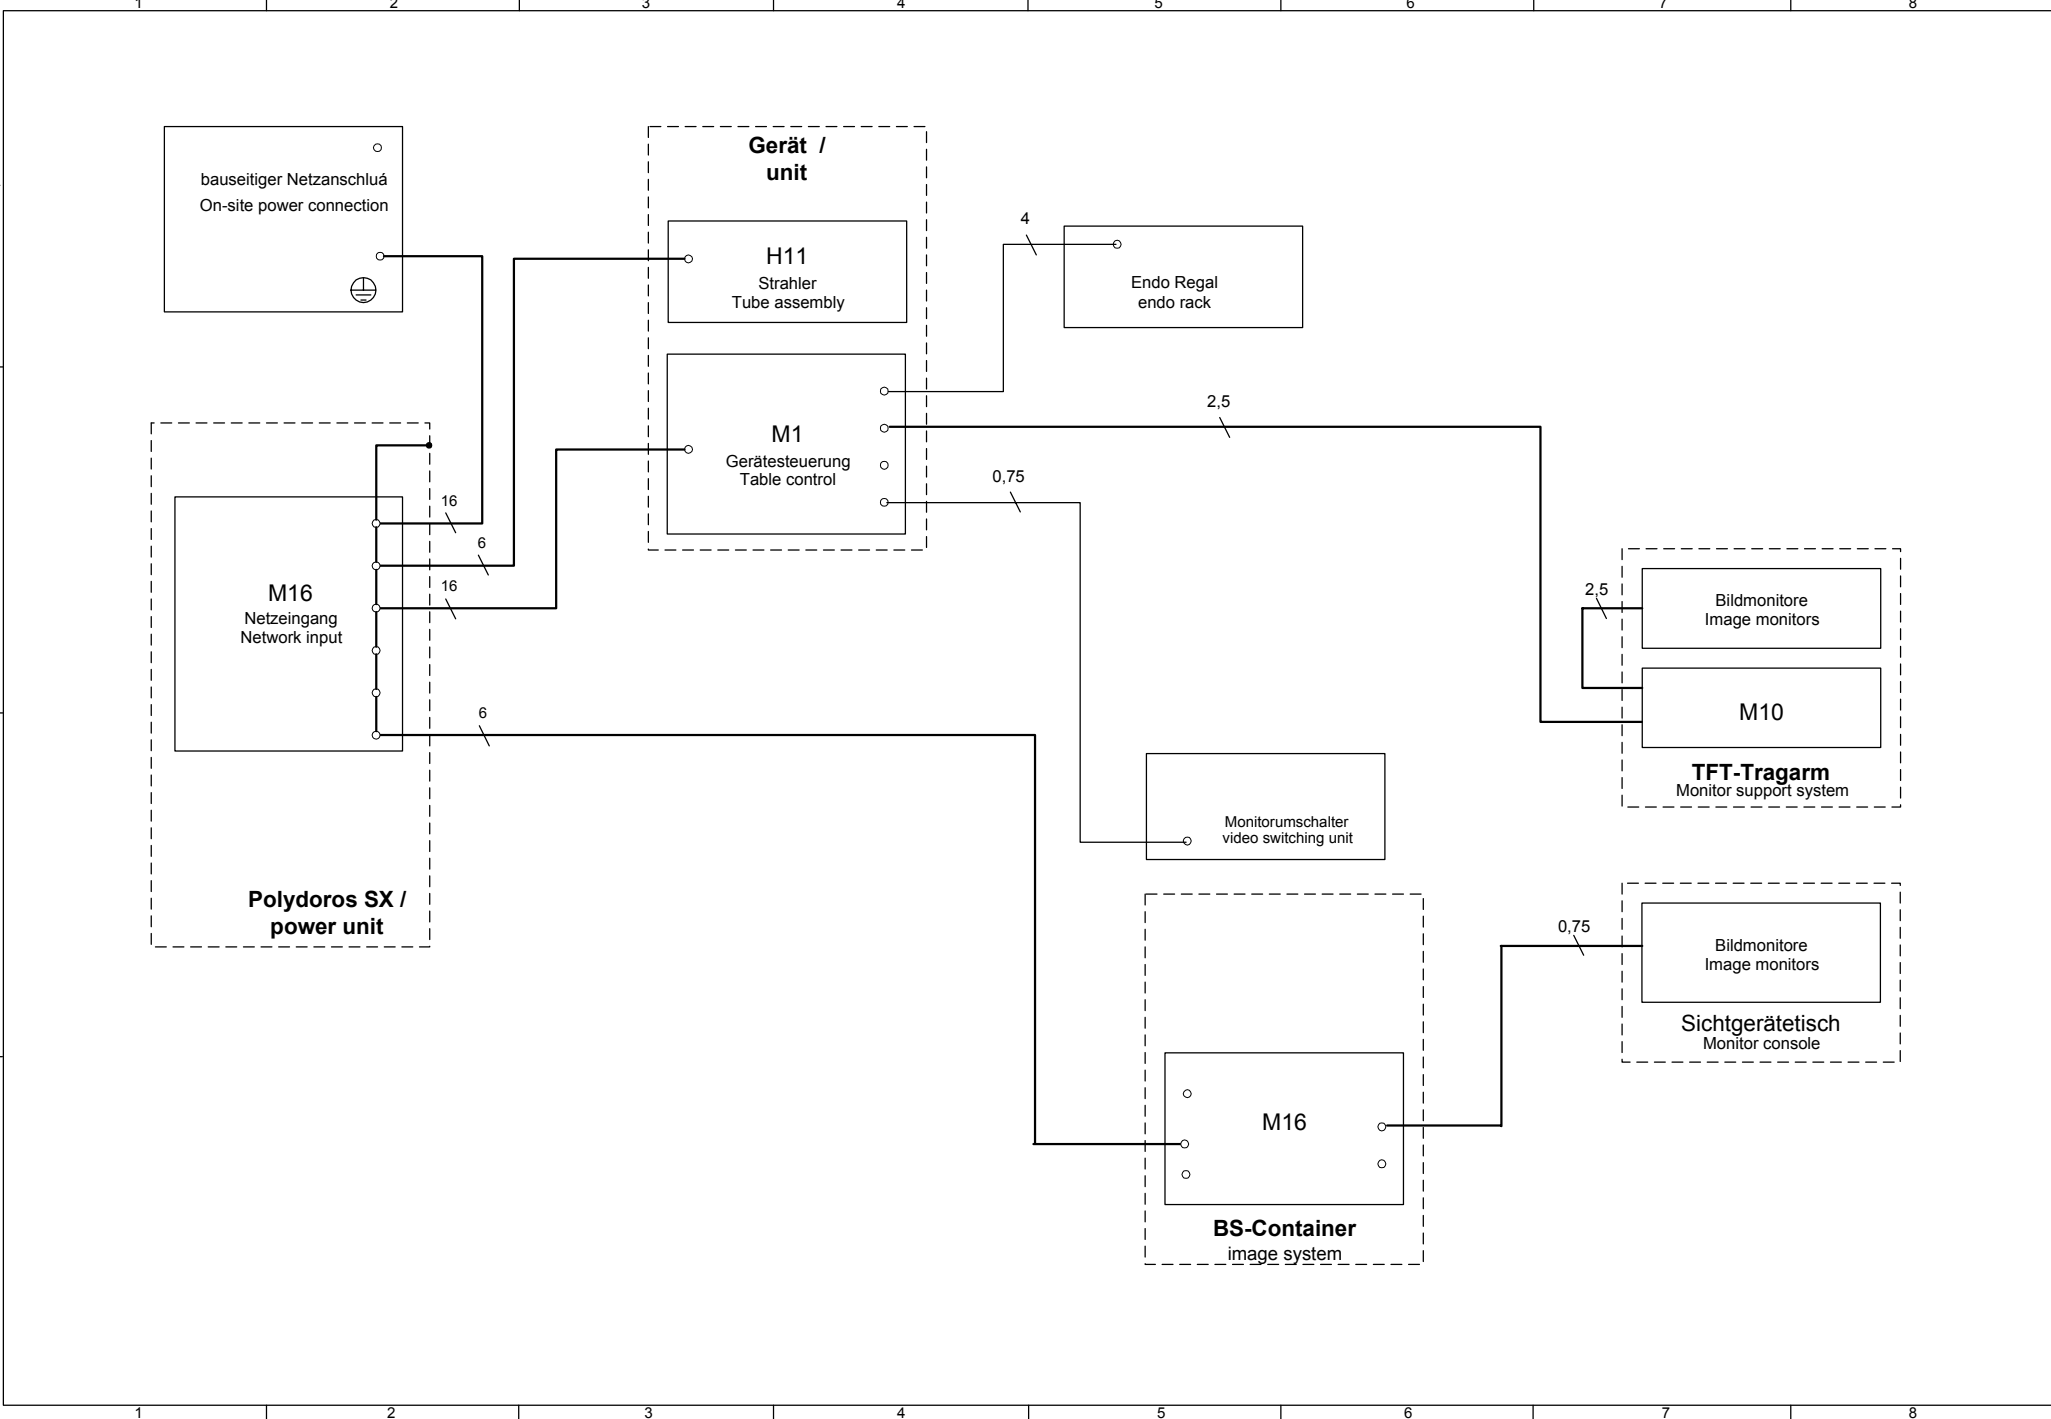 1 2 3 4 5 6 7 8
bauseitiger Netzanschluá
On-site power connection
Gerät /
unit
H11
Strahler
Tube assembly
4
Endo Regal
endo rack
M1
Gerätesteuerung
Table control
2,5
0,75
16
6
16
M16
Netzeingang
Network input
6
Polydoros SX /
power unit
2,5
Bildmonitore
Image monitors
M10
TFT-Tragarm
Monitor support system
Monitorumschalter
video switching unit
0,75
Bildmonitore
Image monitors
Sichtgerätetisch
Monitor console
M16
BS-Container
image system
1 2 3 4 5 6 7 8